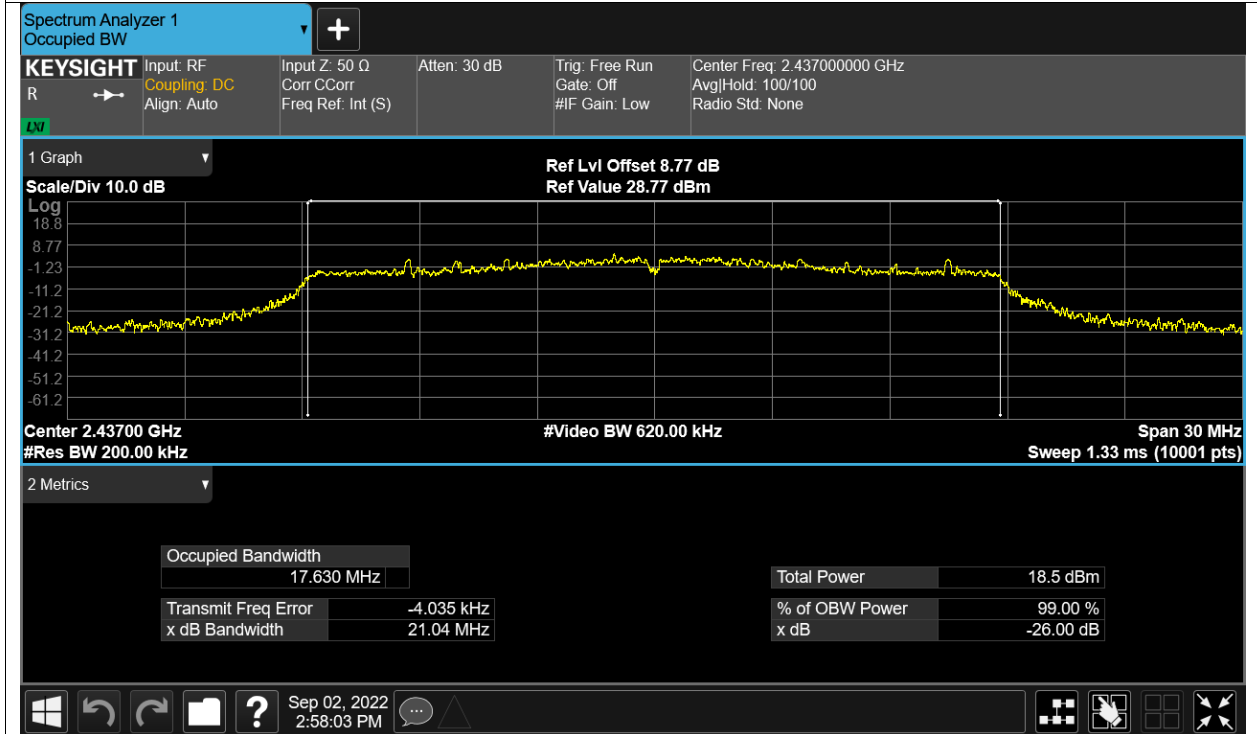 Spectrum Analyzer 1
Occupied BW
KEYSIGHT
R
LXI
Input: RF
Coupling: DC
Align: Auto
Input Z: 50 Ω
Corr CCorr
Freq Ref: Int (S)
Atten: 30 dB
Trig: Free Run
Gate: Off
#IF Gain: Low
Center Freq: 2.437000000 GHz
Avg|Hold: 100/100
Radio Std: None
1 Graph
Scale/Div 10.0 dB
Ref Lvl Offset 8.77 dB
Ref Value 28.77 dBm
Log
18.8
8.77
-1.23
-11.2
-21.2
-31.2
-41.2
-51.2
-61.2
Center 2.43700 GHz
#Video BW 620.00 kHz
Span 30 MHz
#Res BW 200.00 kHz
Sweep 1.33 ms (10001 pts)
2 Metrics
Occupied Bandwidth
17.630 MHz
Total Power 18.5 dBm
Transmit Freq Error -4.035 kHz
% of OBW Power 99.00 %
x dB Bandwidth 21.04 MHz
x dB -26.00 dB
?
Sep 02, 2022
2:58:03 PM